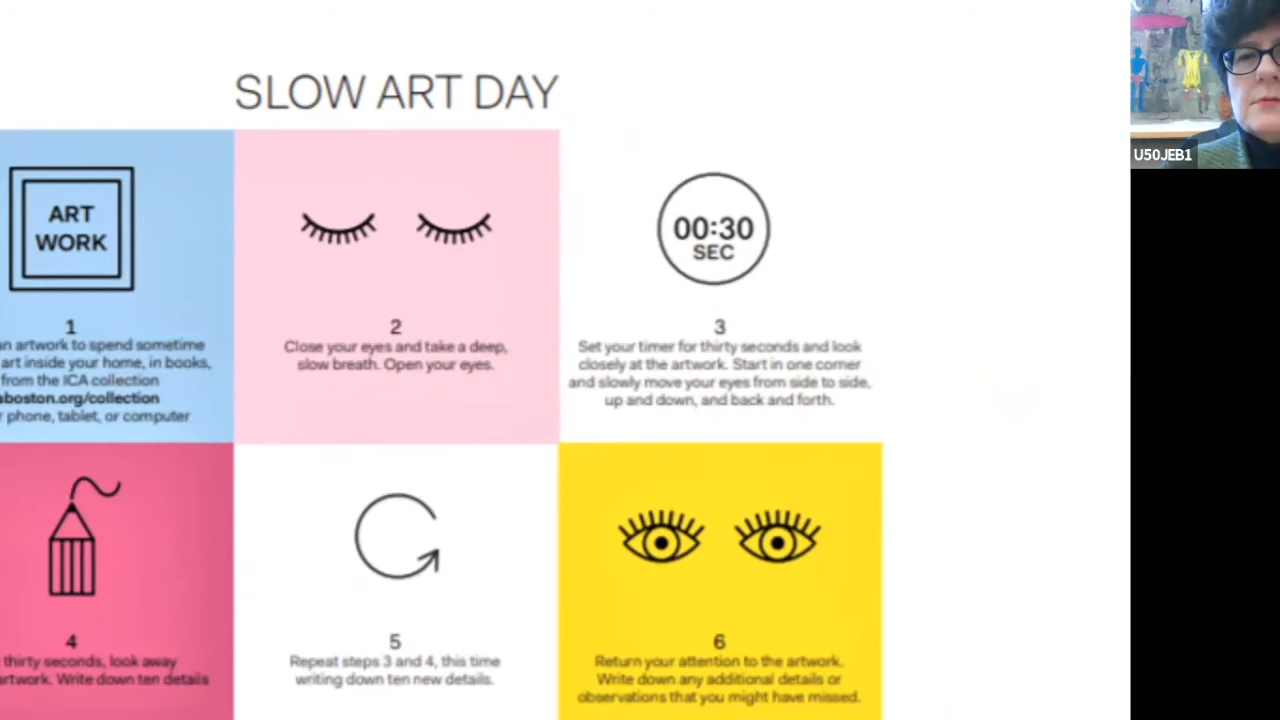 SLOW ART DAY
ART
WORK
1
an artwork to spend sometime
art inside your home, in books,
from the ICA collection
boston.org/collection
phone, tablet, or computer
2
Close your eyes and take a deep,
slow breath. Open your eyes.
00:30
SEC
3
Set your timer for thirty seconds and look
closely at the artwork. Start in one corner
and slowly move your eyes from side to side,
up and down, and back and forth.
4
thirty seconds, look away
artwork. Write down ten details
5
Repeat steps 3 and 4, this time
writing down ten new details.
6
Return your attention to the artwork.
Write down any additional details or
observations that you might have missed.
U50JEB1